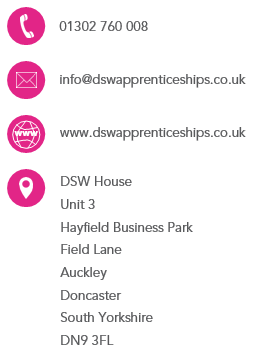 01302 760 008
info@dswapprenticeships.co.uk
www
www.dswapprenticeships.co.uk
DSW House
Unit 3
Hayfield Business Park
Field Lane
Auckley
Doncaster
South Yorkshire
DN9 3FL